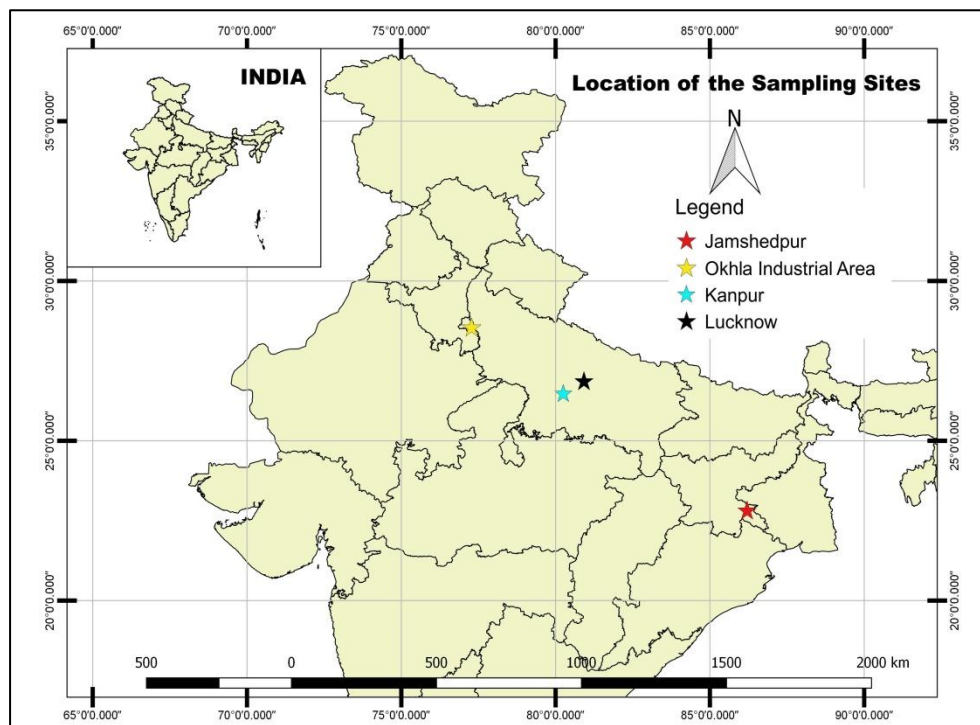 65°0'0.000" 70°0'0.000" 75°0'0.000" 80°0'0.000" 85°0'0.000" 90°0'0.000"
INDIA
Location of the Sampling Sites
N
Legend
Jamshedpur
Okhla Industrial Area
Kanpur
Lucknow
35°0'0.000"
30°0'0.000"
25°0'0.000"
20°0'0.000"
35°0'0.000"
30°0'0.000"
25°0'0.000"
20°0'0.000"
500 0 500 1000 1500 2000 km
65°0'0.000" 70°0'0.000" 75°0'0.000" 80°0'0.000" 85°0'0.000" 90°0'0.000"